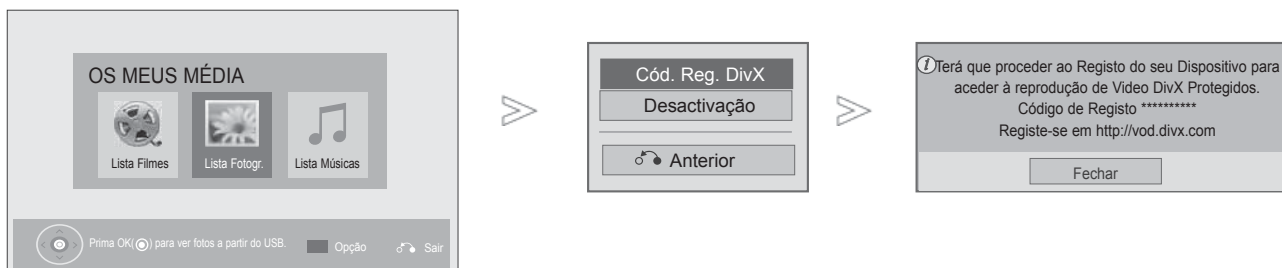 OS MEUS MÉDIA
Lista Filmes
Lista Fotogr.
Lista Músicas
Prima OK(◉) para ver fotos a partir do USB.
Opção
Sair
Cód. Reg. DivX
Desactivação
Anterior
Terá que proceder ao Registo do seu Dispositivo para
aceder à reprodução de Video DivX Protegidos.
Código de Registo **********
Registe-se em http://vod.divx.com
Fechar